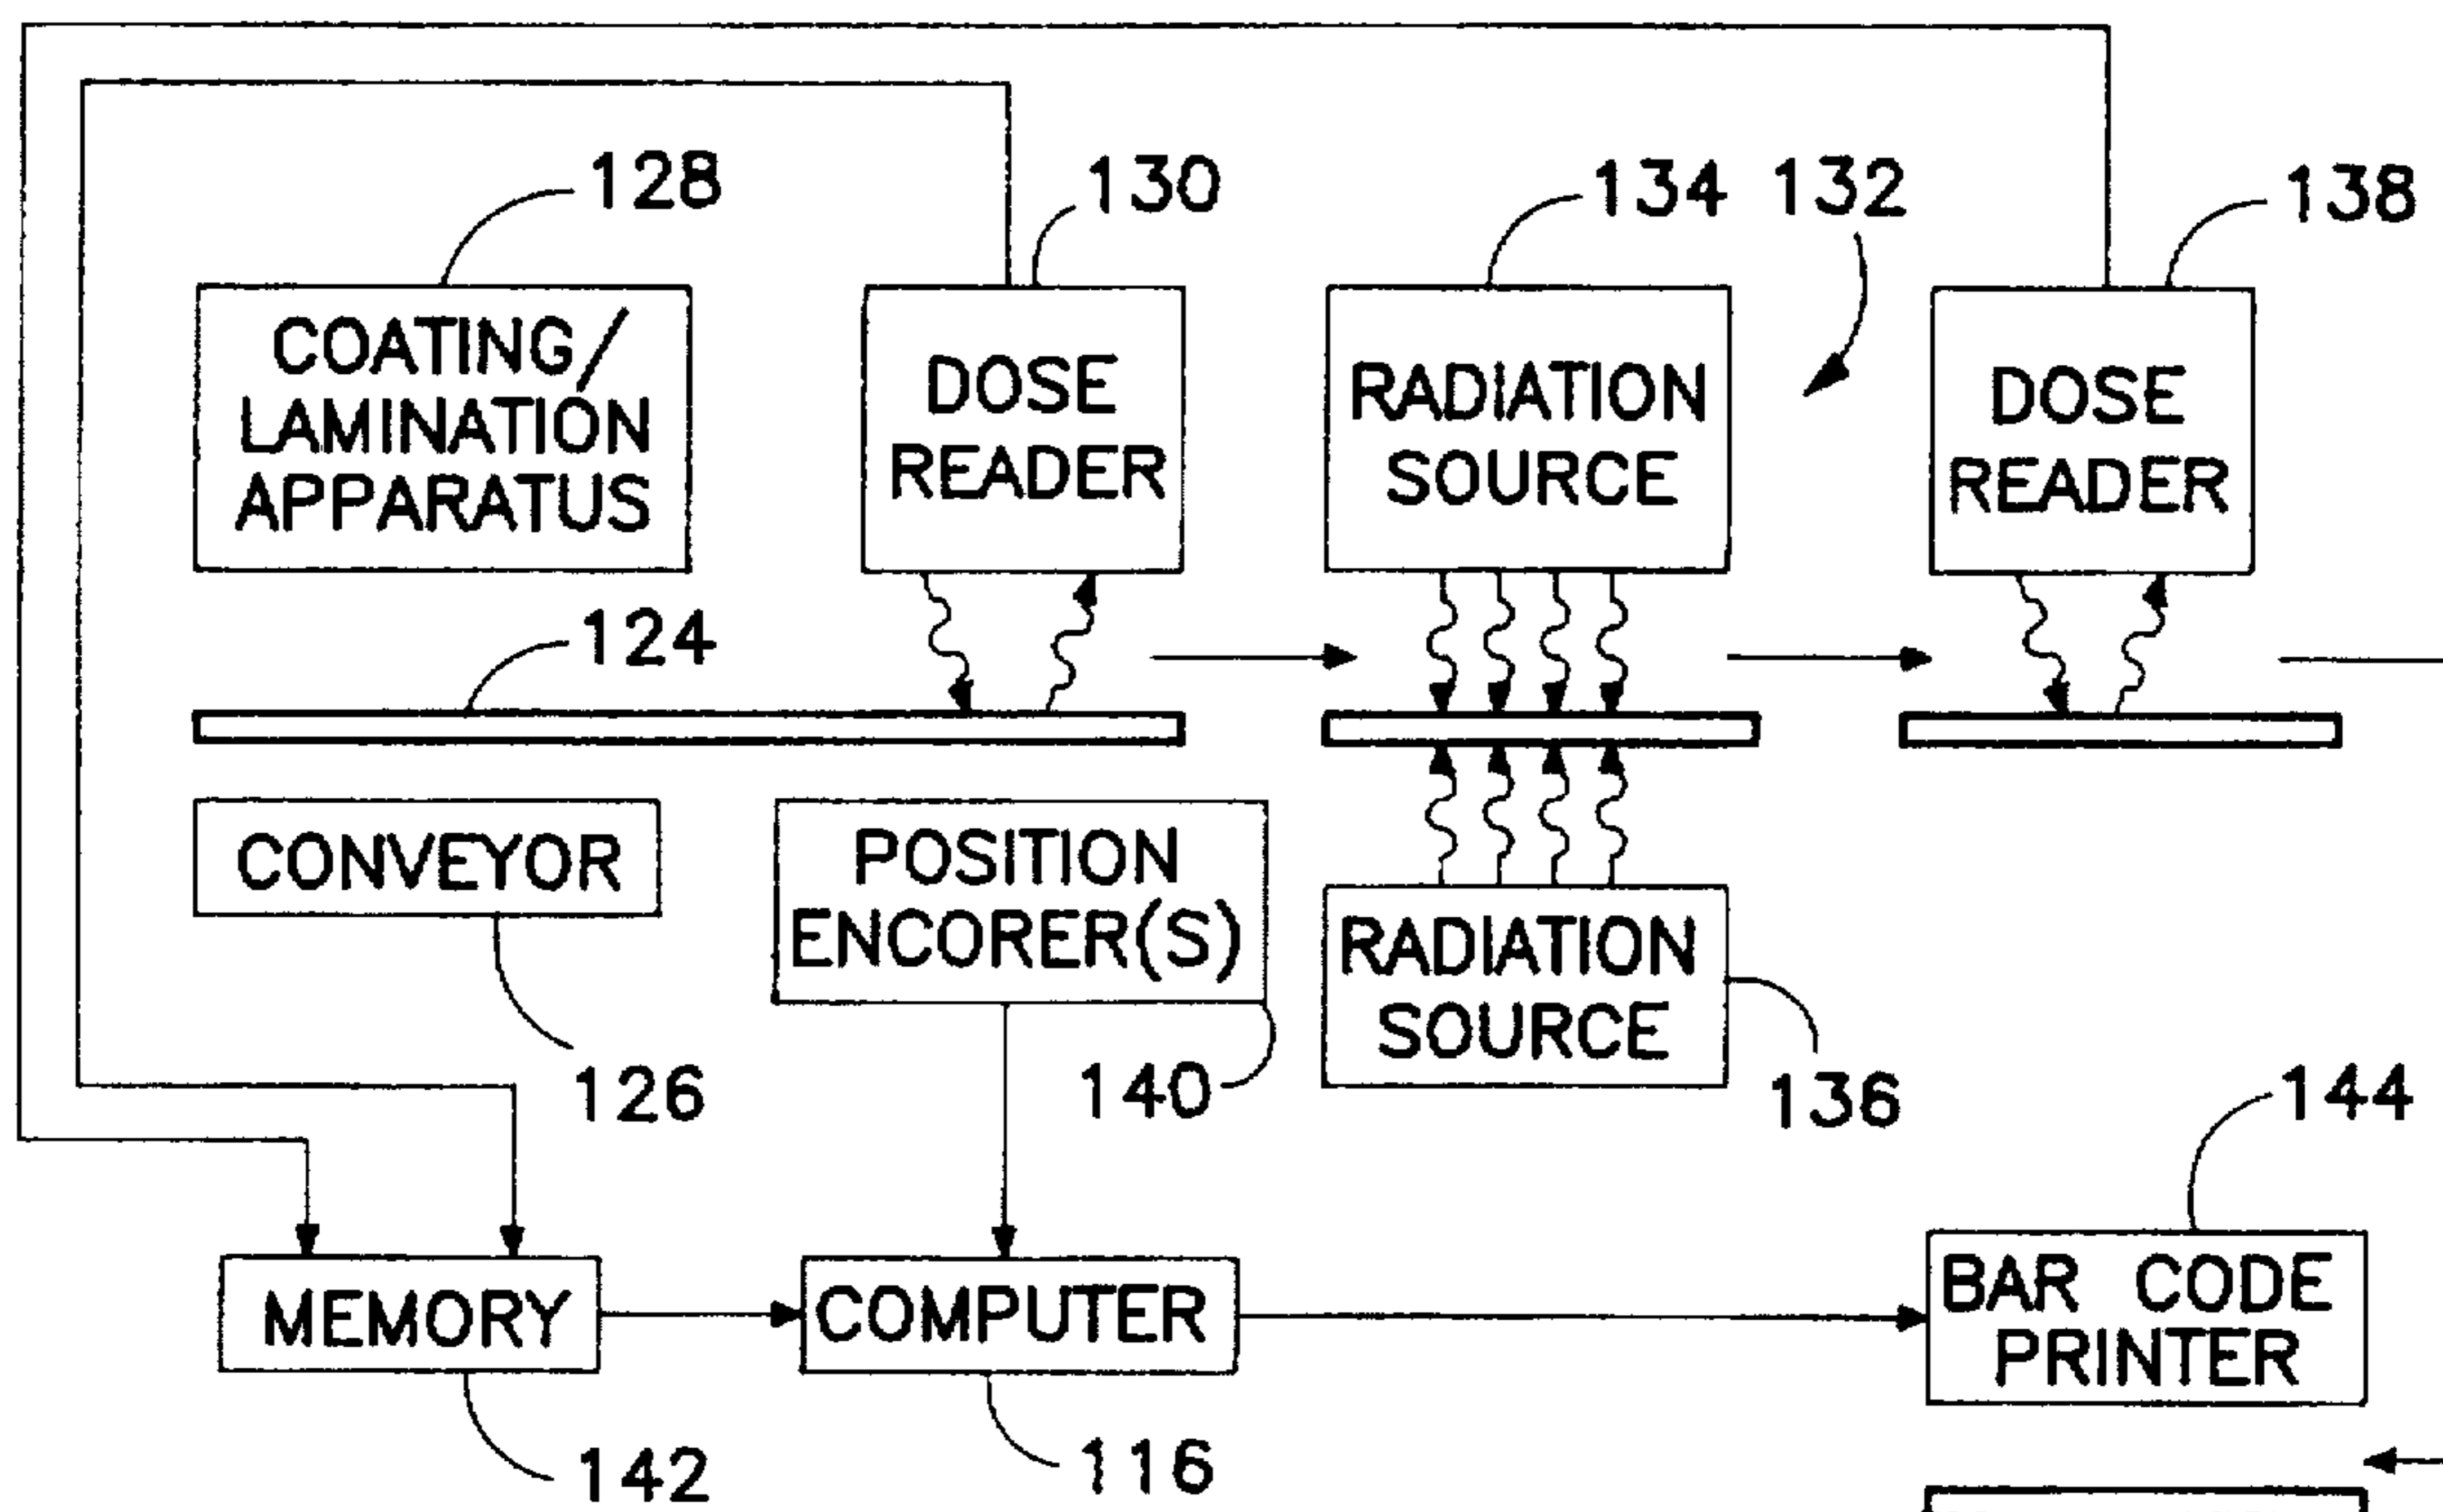 128
130
134
132
138
COATING/
LAMINATION
APPARATUS
DOSE
READER
RADIATION
SOURCE
DOSE
READER
124
CONVEYOR
POSITION
ENCORER(S)
RADIATION
SOURCE
126
140
136
144
MEMORY
COMPUTER
BAR CODE
PRINTER
142
116